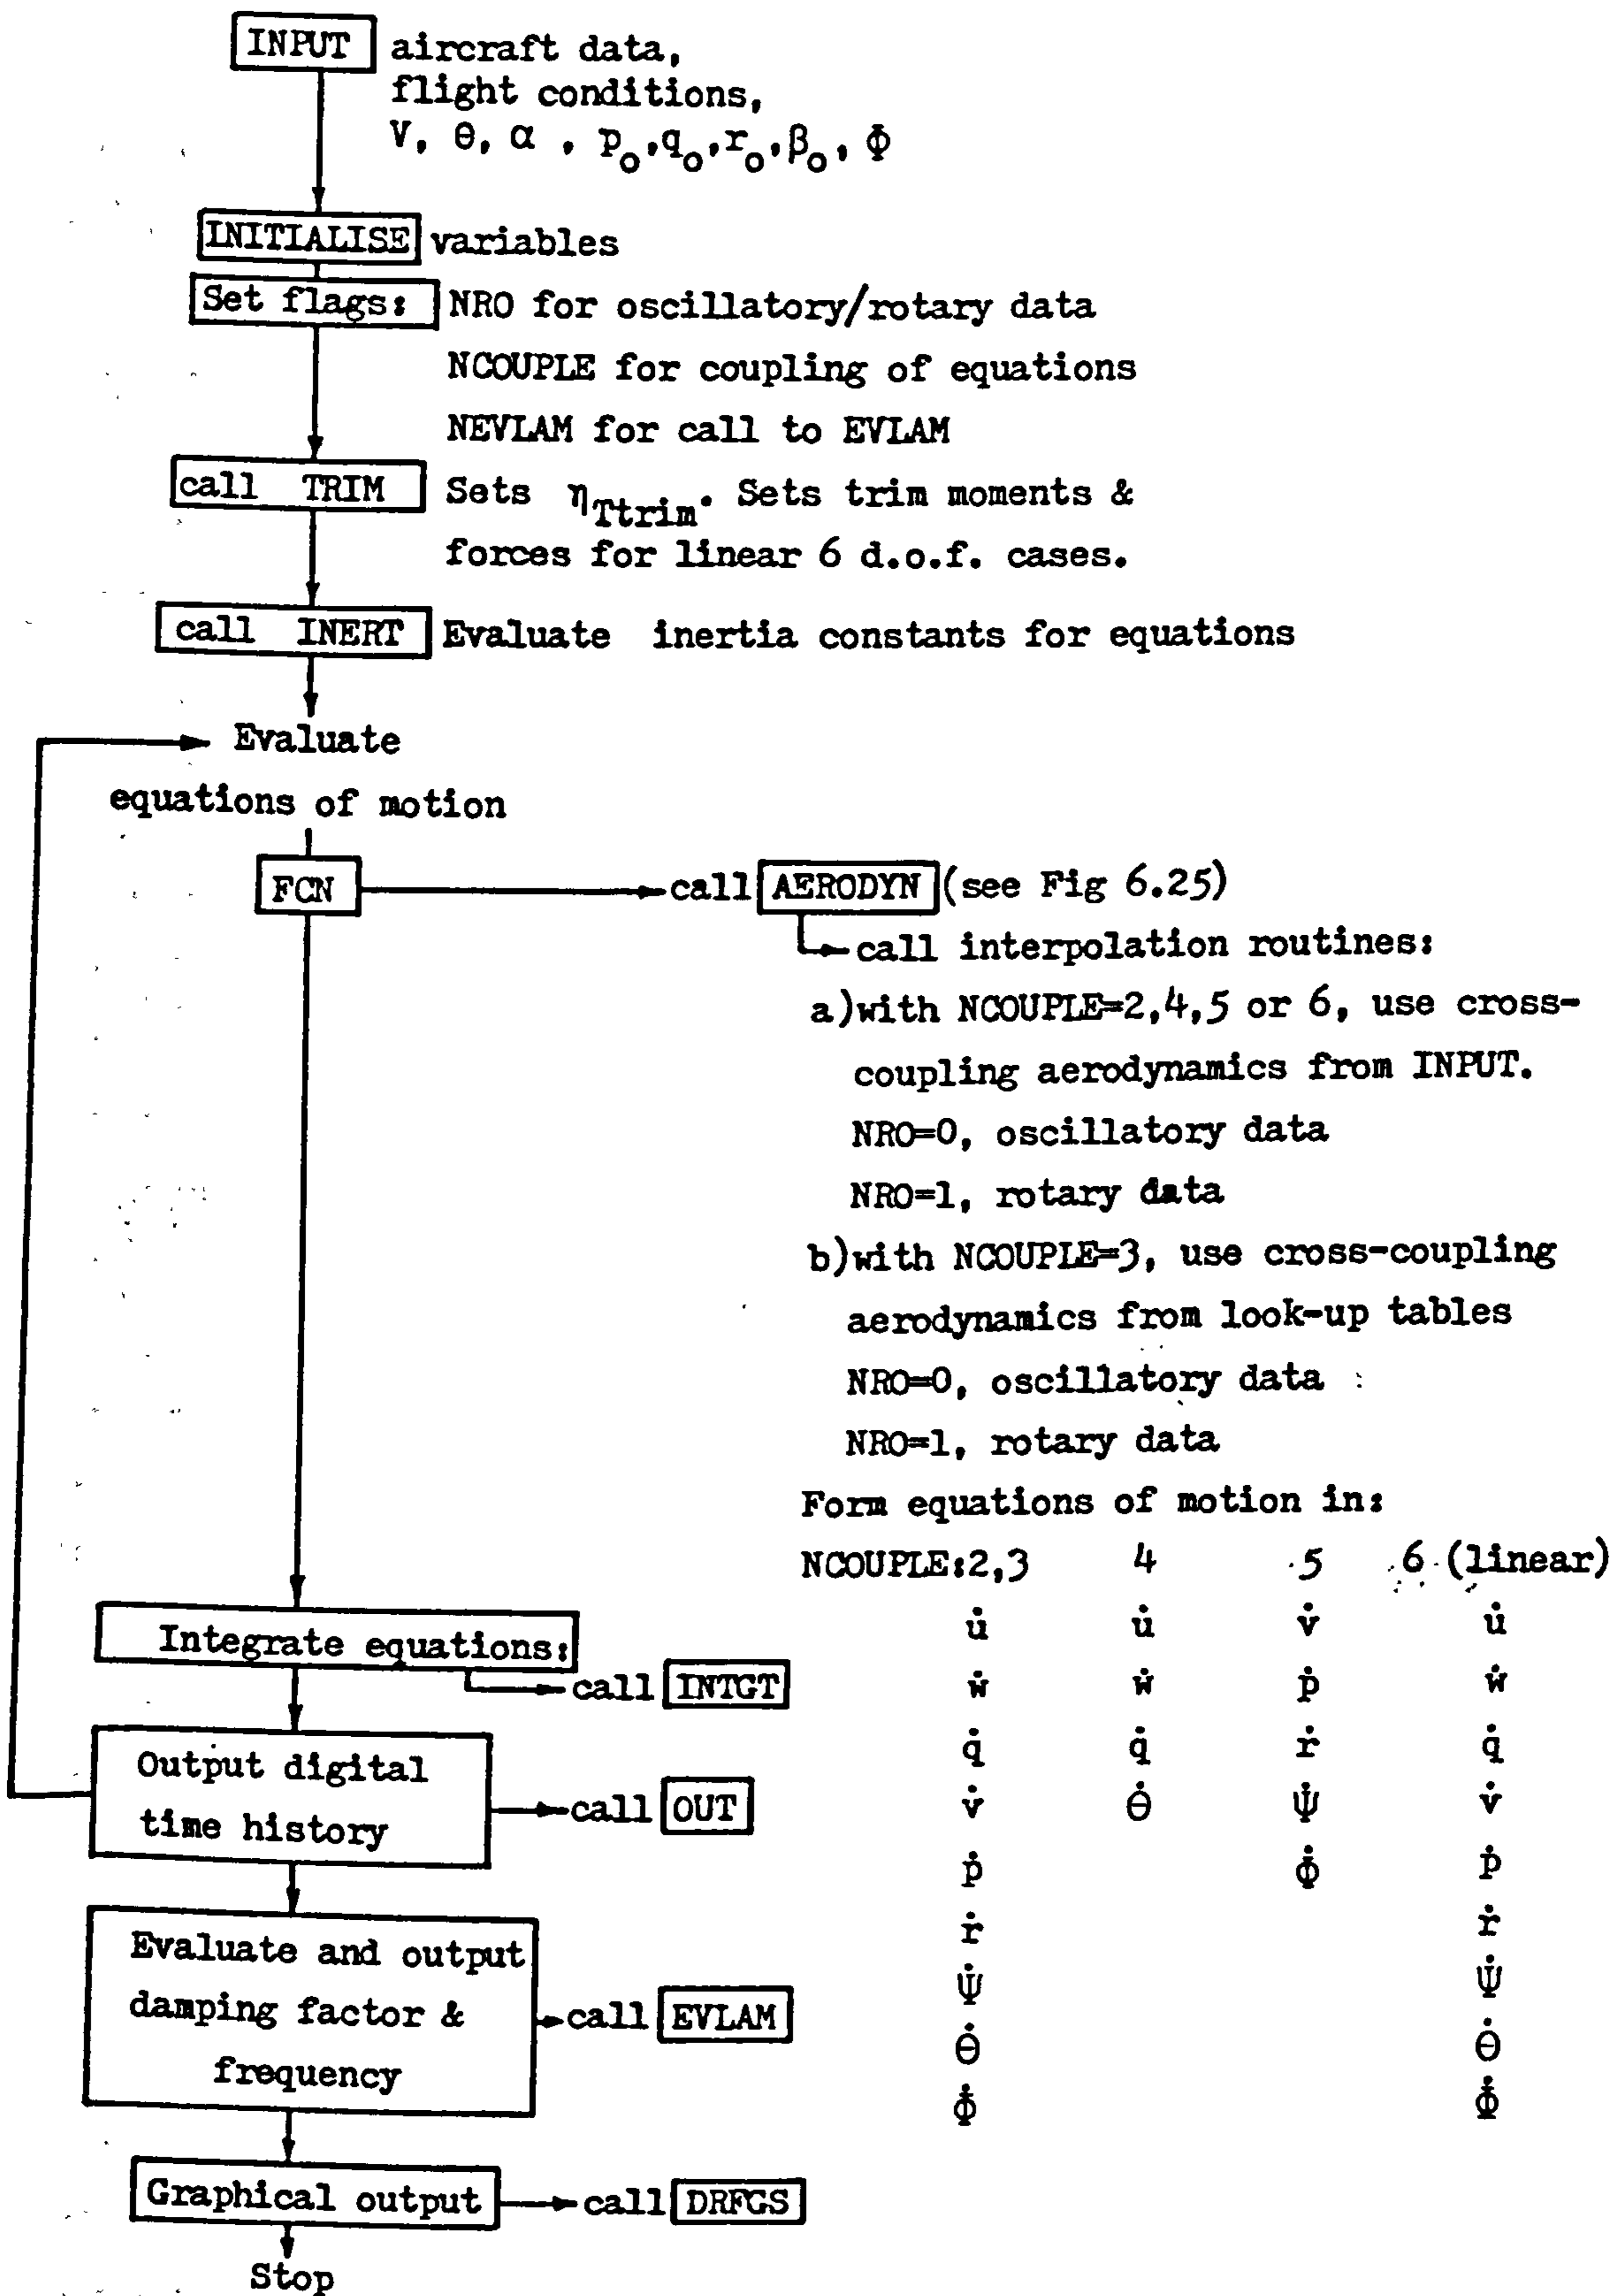 INPUT aircraft data,
flight conditions,
V, θ, α , p₀,q₀,r₀,β₀, Φ
INITIALISE variables
Set flags: NRO for oscillatory/rotary data
NCOUPLE for coupling of equations
NEVLAM for call to EVLAM
call TRIM Sets η_Ttrim. Sets trim moments &
forces for linear 6 d.o.f. cases.
call INERT Evaluate inertia constants for equations
Evaluate
equations of motion
FCN call AERODYN (see Fig 6.25)
call interpolation routines:
a)with NCOUPLE=2,4,5 or 6, use cross-
coupling aerodynamics from INPUT.
NRO=0, oscillatory data
NRO=1, rotary data
b)with NCOUPLE=3, use cross-coupling
aerodynamics from look-up tables
NRO=0, oscillatory data
NRO=1, rotary data
Form equations of motion in:
NCOUPLE:2,3 4 5 6 (linear)
u̇ u̇ v̇ u̇
ẇ ẇ ṗ ẇ
q̇ q̇ ṙ q̇
v̇ θ̇ Ψ̇ v̇
ṗ Φ̇ ṗ
ṙ ṙ
Ψ̇ Ψ̇
θ̇ θ̇
Φ̇ Φ̇
Integrate equations:
call INTGT
Output digital
time history
call OUT
Evaluate and output
damping factor &
frequency
call EVLAM
Graphical output call DRFGS
Stop